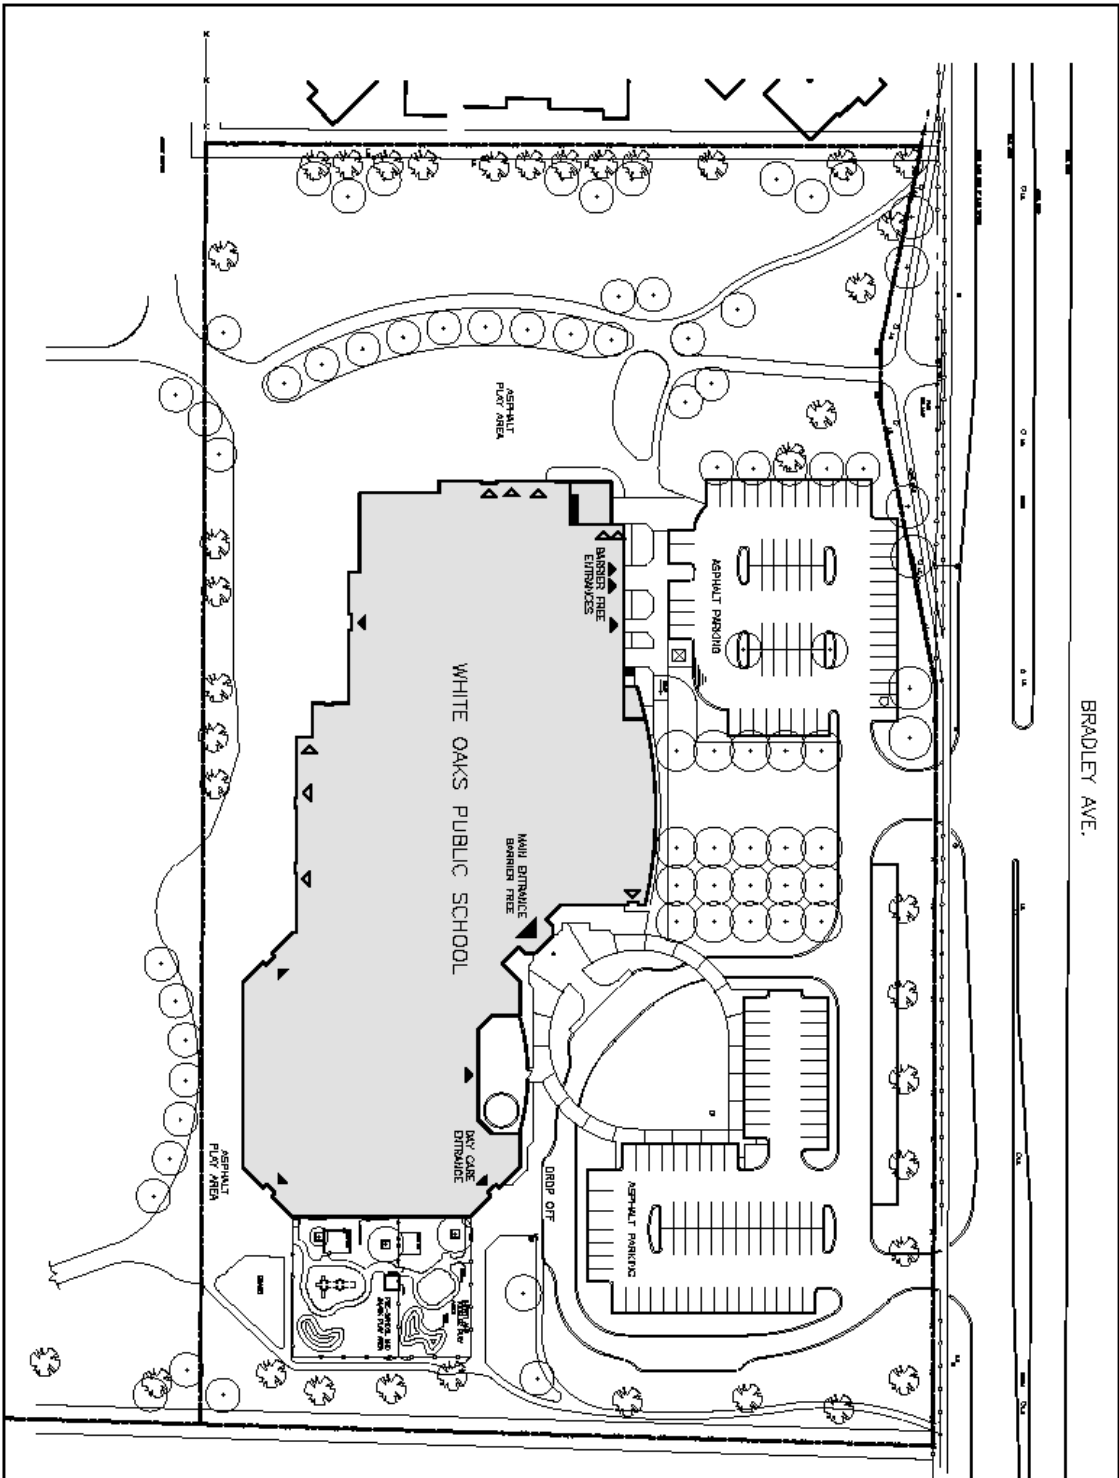 BRADLEY AVE.
ASPHALT
PLAY AREA
BARRIER FREE
ENTRANCES
ASPHALT PARKING
WHITE OAKS PUBLIC SCHOOL
MAIN ENTRANCE
BARRIER FREE
DAY CARE
ENTRANCE
DROP OFF
ASPHALT PARKING
ASPHALT
PLAY AREA